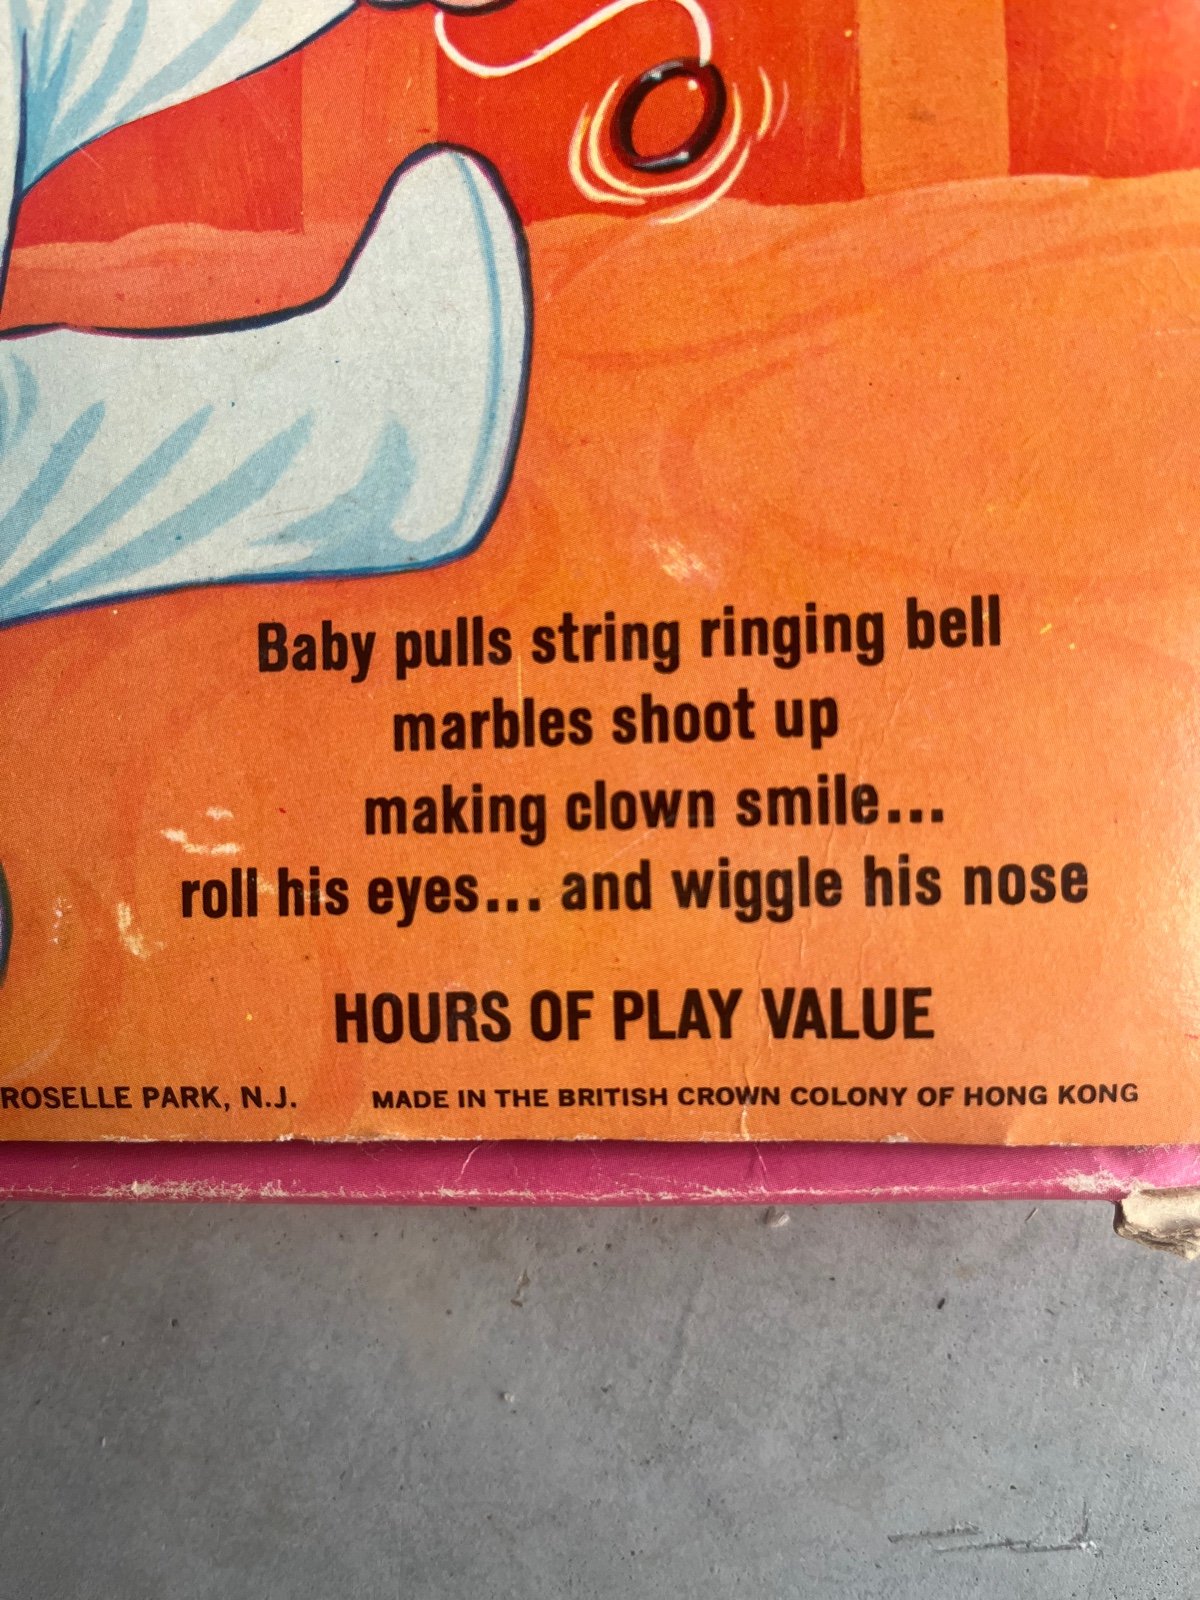 Baby pulls string ringing bell
marbles shoot up
making clown smile...
roll his eyes... and wiggle his nose
HOURS OF PLAY VALUE
ROSELLE PARK, N.J. MADE IN THE BRITISH CROWN COLONY OF HONG KONG